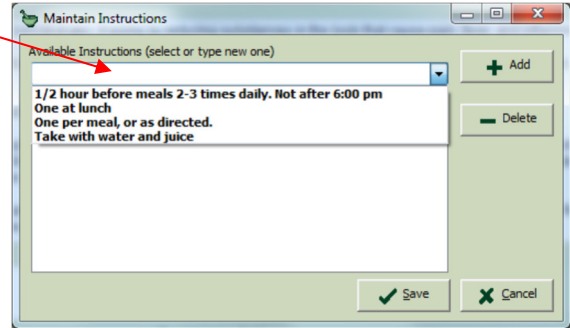 Maintain Instructions
Available Instructions (select or type new one)
Add
1/2 hour before meals 2-3 times daily. Not after 6:00 pm
One at lunch
One per meal, or as directed.
Take with water and juice
Delete
Save
Cancel